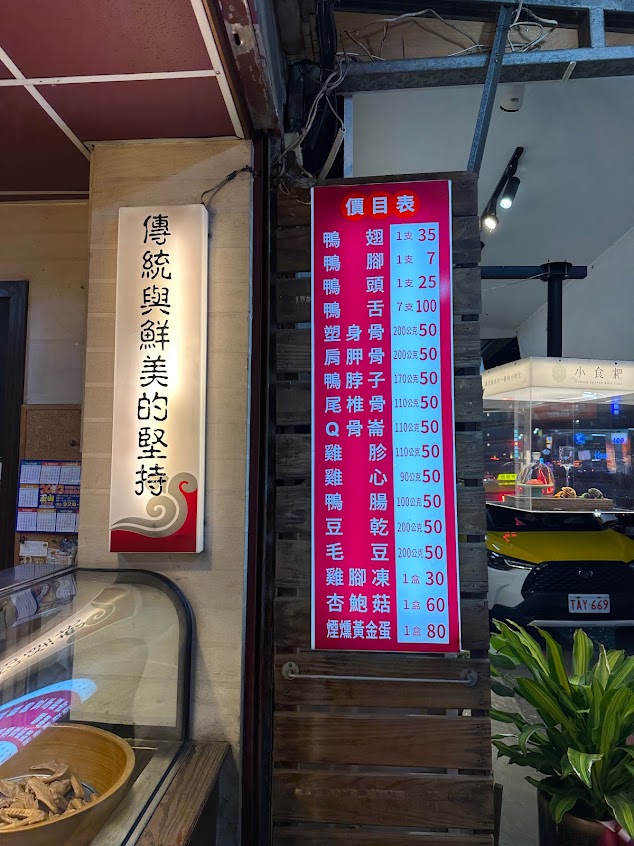 傳統與鮮美的堅持
價目表
鴨翅 1支 35
鴨腳 1支 7
鴨頭 1支 25
鴨舌 7支 100
塑身骨 200公克 50
肩胛骨 200公克 50
鴨脖子 170公克 50
尾椎骨 110公克 50
Q骨崙 110公克 50
雞胗 110公克 50
雞心 90公克 50
鴨腸 100公克 50
豆乾 200公克 50
毛豆 200公克 50
雞腳凍 1盒 30
杏鮑菇 1盒 60
煙燻黃金蛋 1盒 80
小食粑
TAY-669